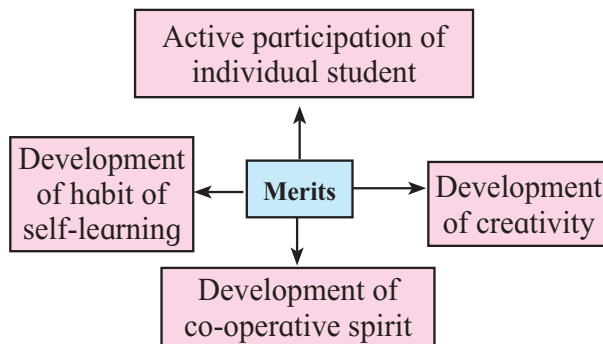 Active participation of
individual student
Development
of habit of
self-learning
Merits
Development
of creativity
Development of
co-operative spirit